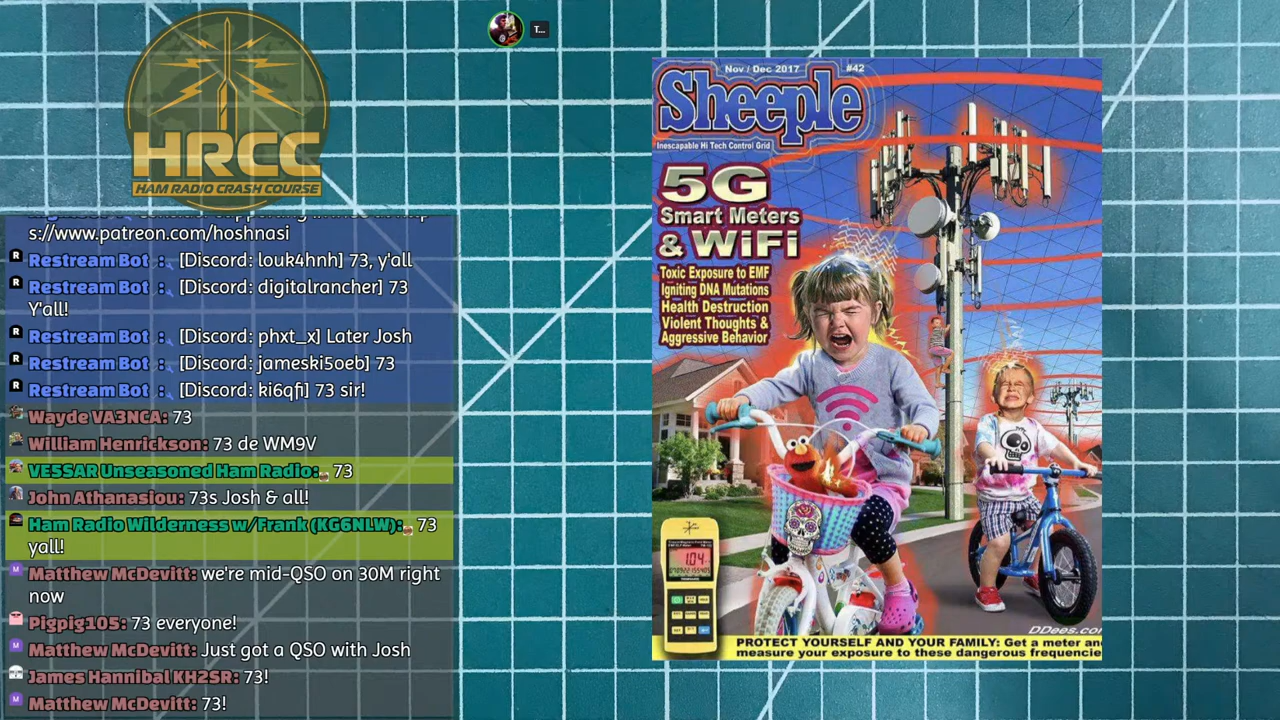 HRCC
HAM RADIO CRASH COURSE
T...
s://www.patreon.com/hoshnasi
Restream Bot : [Discord: louk4hnh] 73, y'all
Restream Bot : [Discord: digitalrancher] 73
Y'all!
Restream Bot : [Discord: phxt_x] Later Josh
Restream Bot : [Discord: jameski5oeb] 73
Restream Bot : [Discord: ki6qfi] 73 sir!
Wayde VA3NCA: 73
William Henrickson: 73 de WM9V
VESSAR Unseasoned Ham Radio: 73
John Athanasiou: 73s Josh & all!
Ham Radio Wilderness w/Frank (KG6NLW): 73
yall!
Matthew McDevitt: we're mid-QSO on 30M right
now
Pigpig105: 73 everyone!
Matthew McDevitt: Just got a QSO with Josh
James Hannibal KH2SR: 73!
Matthew McDevitt: 73!
Nov / Dec 2017 #42
Sheeple
Inescapable Hi Tech Control Grid
5G
Smart Meters
& WiFi
Toxic Exposure to EMF
Igniting DNA Mutations
Health Destruction
Violent Thoughts &
Aggressive Behavior
1.04
DDees.com
PROTECT YOURSELF AND YOUR FAMILY: Get a meter and
measure your exposure to these dangerous frequencie